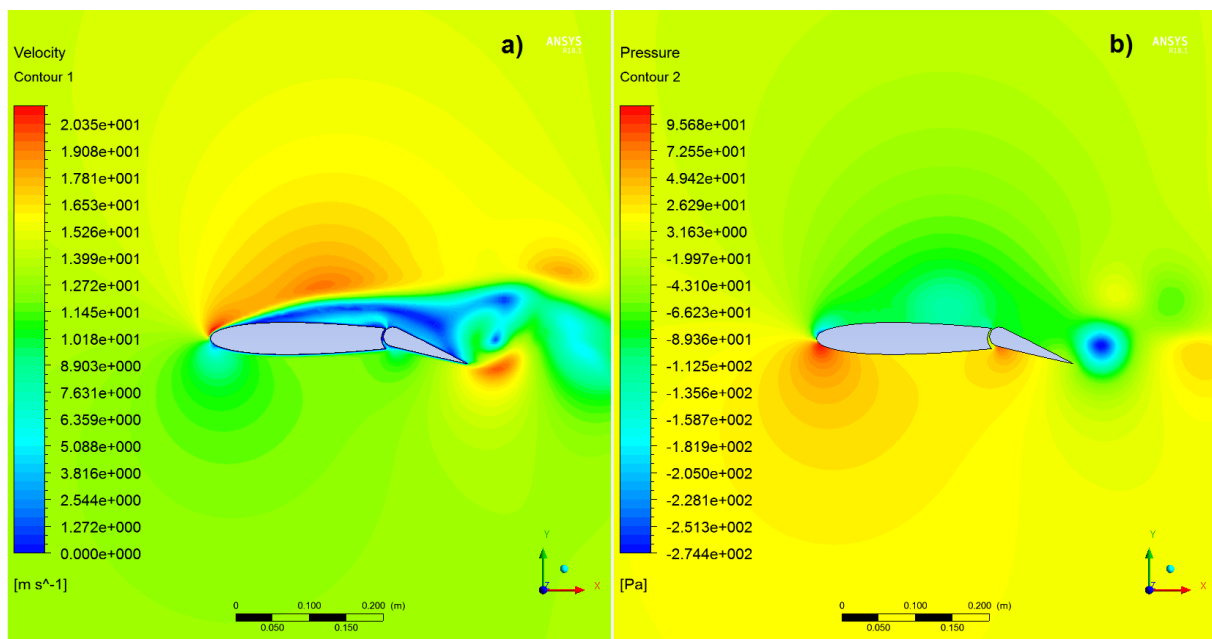 a)
ANSYS
R18.1
Velocity
Contour 1
2.035e+001
1.908e+001
1.781e+001
1.653e+001
1.526e+001
1.399e+001
1.272e+001
1.145e+001
1.018e+001
8.903e+000
7.631e+000
6.359e+000
5.088e+000
3.816e+000
2.544e+000
1.272e+000
0.000e+000
[m s^-1]
0 0.100 0.200 (m)
0.050 0.150
Y
Z X
b)
ANSYS
R18.1
Pressure
Contour 2
9.568e+001
7.255e+001
4.942e+001
2.629e+001
3.163e+000
-1.997e+001
-4.310e+001
-6.623e+001
-8.936e+001
-1.125e+002
-1.356e+002
-1.587e+002
-1.819e+002
-2.050e+002
-2.281e+002
-2.513e+002
-2.744e+002
[Pa]
0 0.100 0.200 (m)
0.050 0.150
Y
Z X